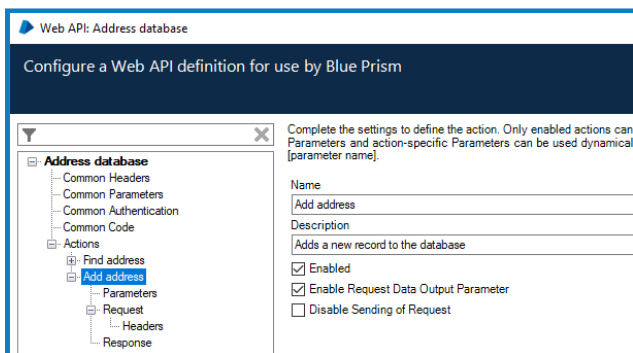 Web API: Address database
Configure a Web API definition for use by Blue Prism
Address database
Common Headers
Common Parameters
Common Authentication
Common Code
Actions
Find address
Add address
Parameters
Request
Headers
Response
Complete the settings to define the action. Only enabled actions can
Parameters and action-specific Parameters can be used dynamical
[parameter name].
Name
Add address
Description
Adds a new record to the database
Enabled
Enable Request Data Output Parameter
Disable Sending of Request